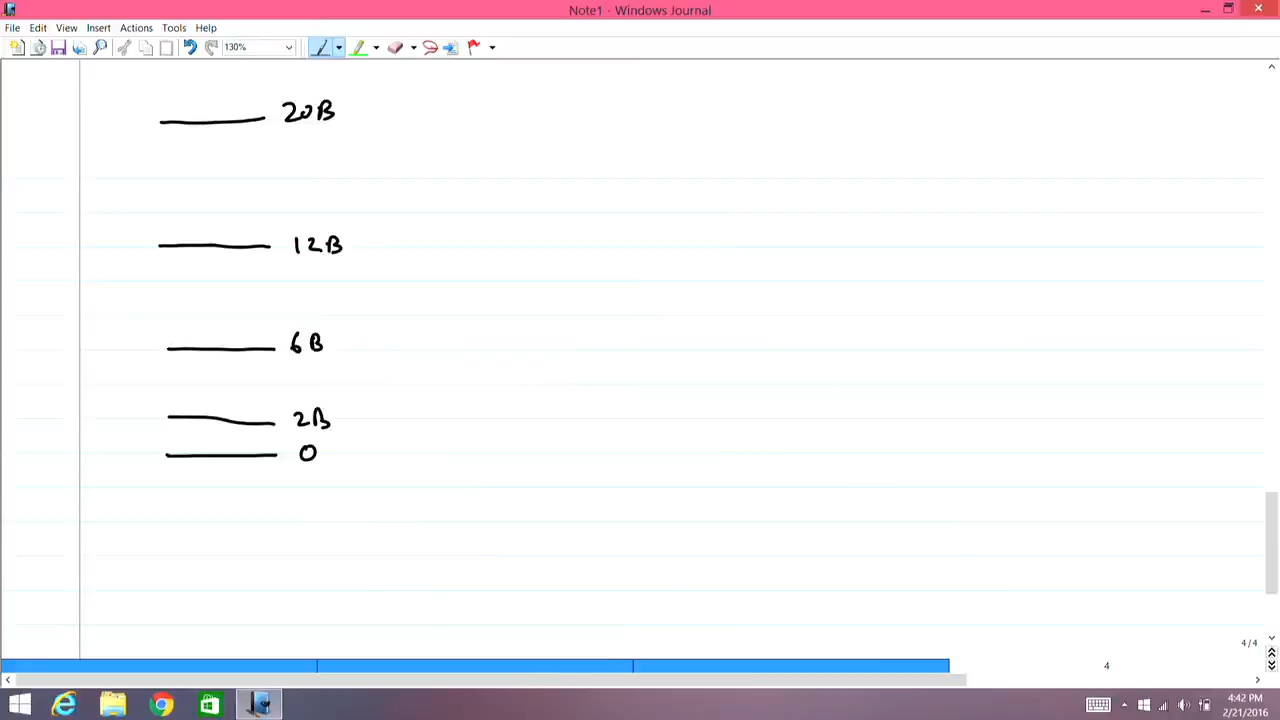 Note1 - Windows Journal
File Edit View Insert Actions Tools Help
130%
20B
12B
6B
2B
0
4/4
4
4:42 PM
2/21/2016